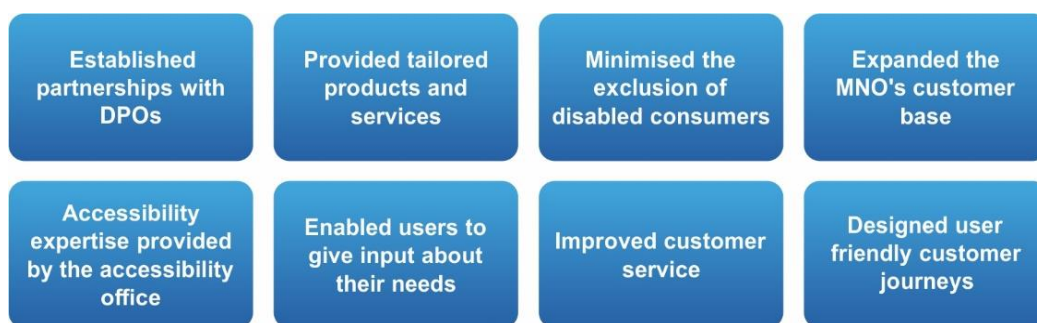 Established
partnerships with
DPOs
Provided tailored
products and
services
Minimised the
exclusion of
disabled consumers
Expanded the
MNO's customer
base
Accessibility
expertise provided
by the accessibility
office
Enabled users to
give input about
their needs
Improved customer
service
Designed user
friendly customer
journeys